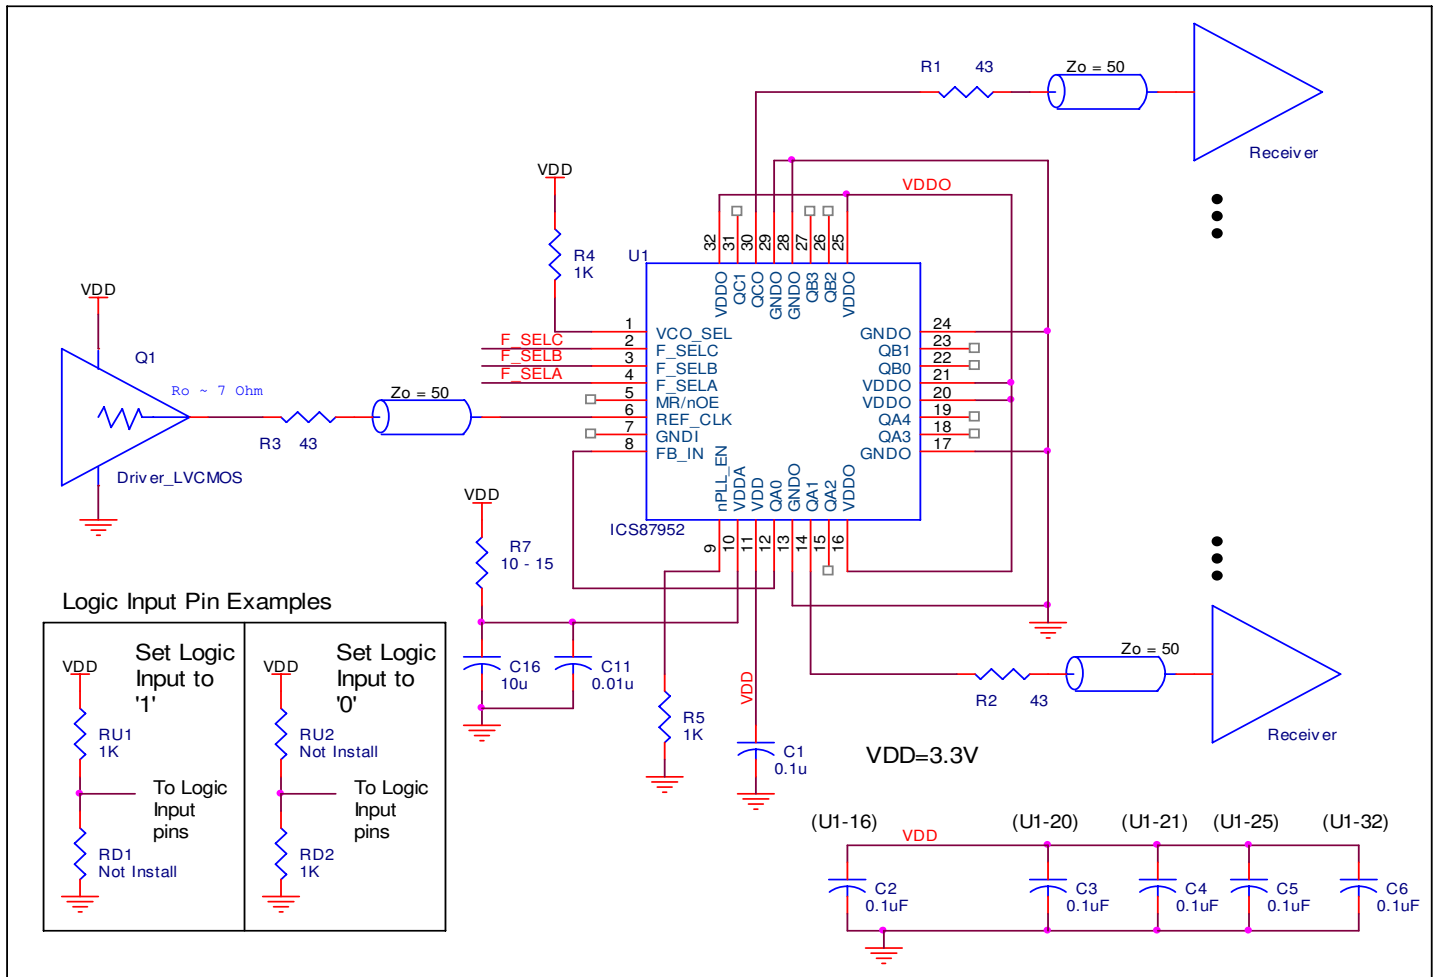 R1 43
Zo = 50
Receiver
VDD
R4
1K
VDDO
U1
32
31
30
29
28
27
26
25
VDDO
QC1
QCO
GNDO
GNDO
QB3
QB2
VDDO
1
2
3
4
5
6
7
8
VCO_SEL
F_SELC
F_SELB
F_SELA
MR/nOE
REF_CLK
GNDI
FB_IN
F_SELC
F_SELB
F_SELA
GNDO
QB1
QB0
VDDO
VDDO
QA4
QA3
GNDO
24
23
22
21
20
19
18
17
nPLL_EN
VDDA
VDD
QA0
GNDO
QA1
QA2
VDDO
9
10
11
12
13
14
15
16
ICS87952
VDD
Q1
Ro ~ 7 Ohm
R3 43
Zo = 50
Driver_LVCMOS
VDD
R7
10 - 15
C16
10u
C11
0.01u
R5
1K
VDD
C1
0.1u
R2 43
Zo = 50
Receiver
VDD=3.3V
Logic Input Pin Examples
VDD
Set Logic
Input to
'1'
RU1
1K
To Logic
Input
pins
RD1
Not Install
VDD
Set Logic
Input to
'0'
RU2
Not Install
To Logic
Input
pins
RD2
1K
(U1-16)
(U1-20)
(U1-21)
(U1-25)
(U1-32)
VDD
C2
0.1uF
C3
0.1uF
C4
0.1uF
C5
0.1uF
C6
0.1uF